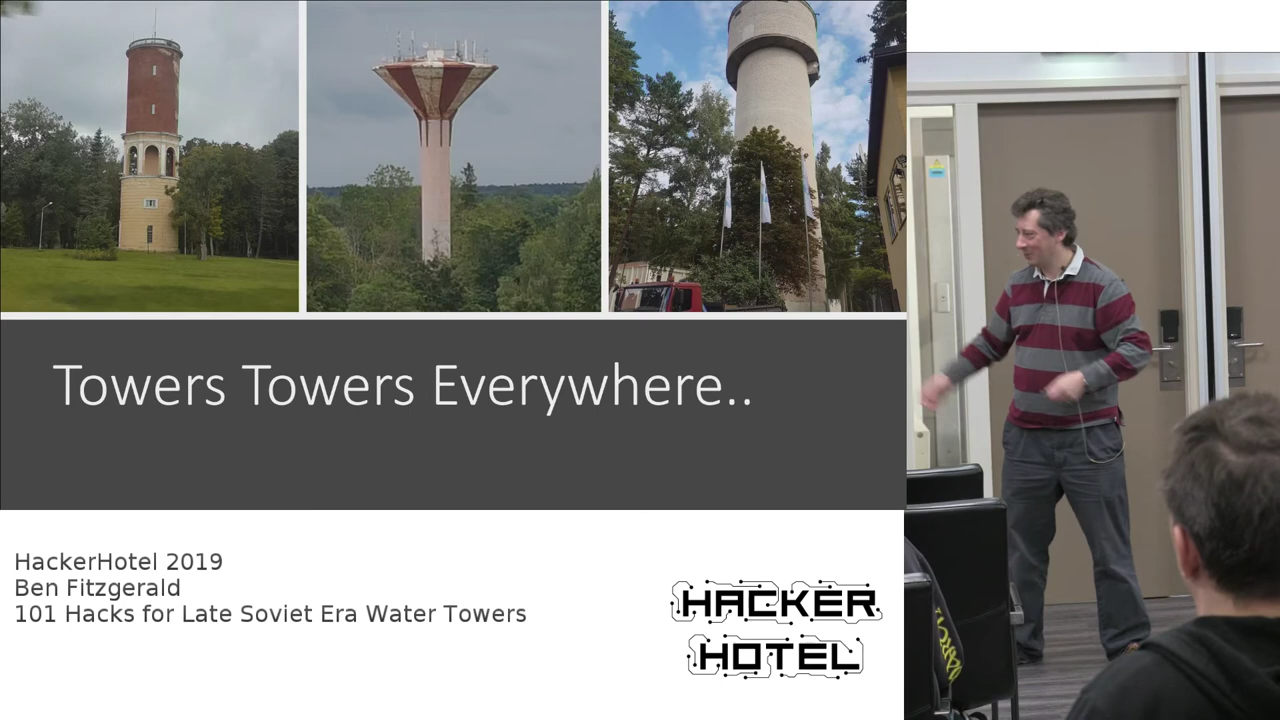 Towers Towers Everywhere..
HackerHotel 2019
Ben Fitzgerald
101 Hacks for Late Soviet Era Water Towers
HACKER
HOTEL